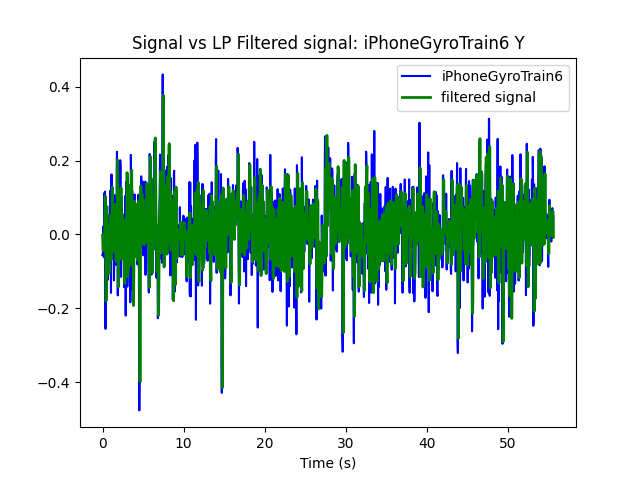 Signal vs LP Filtered signal: iPhoneGyroTrain6 Y
iPhoneGyroTrain6
filtered signal
0.4
0.2
0.0
−0.2
−0.4
0 10 20 30 40 50
Time (s)